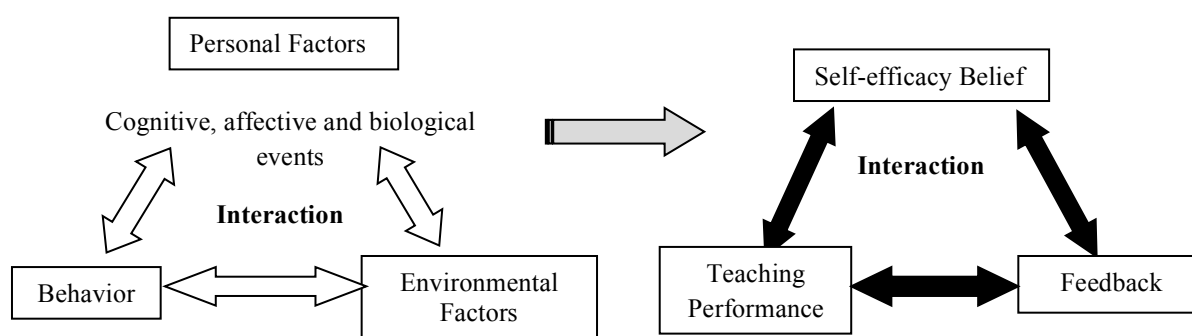 Personal Factors
Cognitive, affective and biological
events
Interaction
Behavior
Environmental
Factors
Self-efficacy Belief
Interaction
Teaching
Performance
Feedback